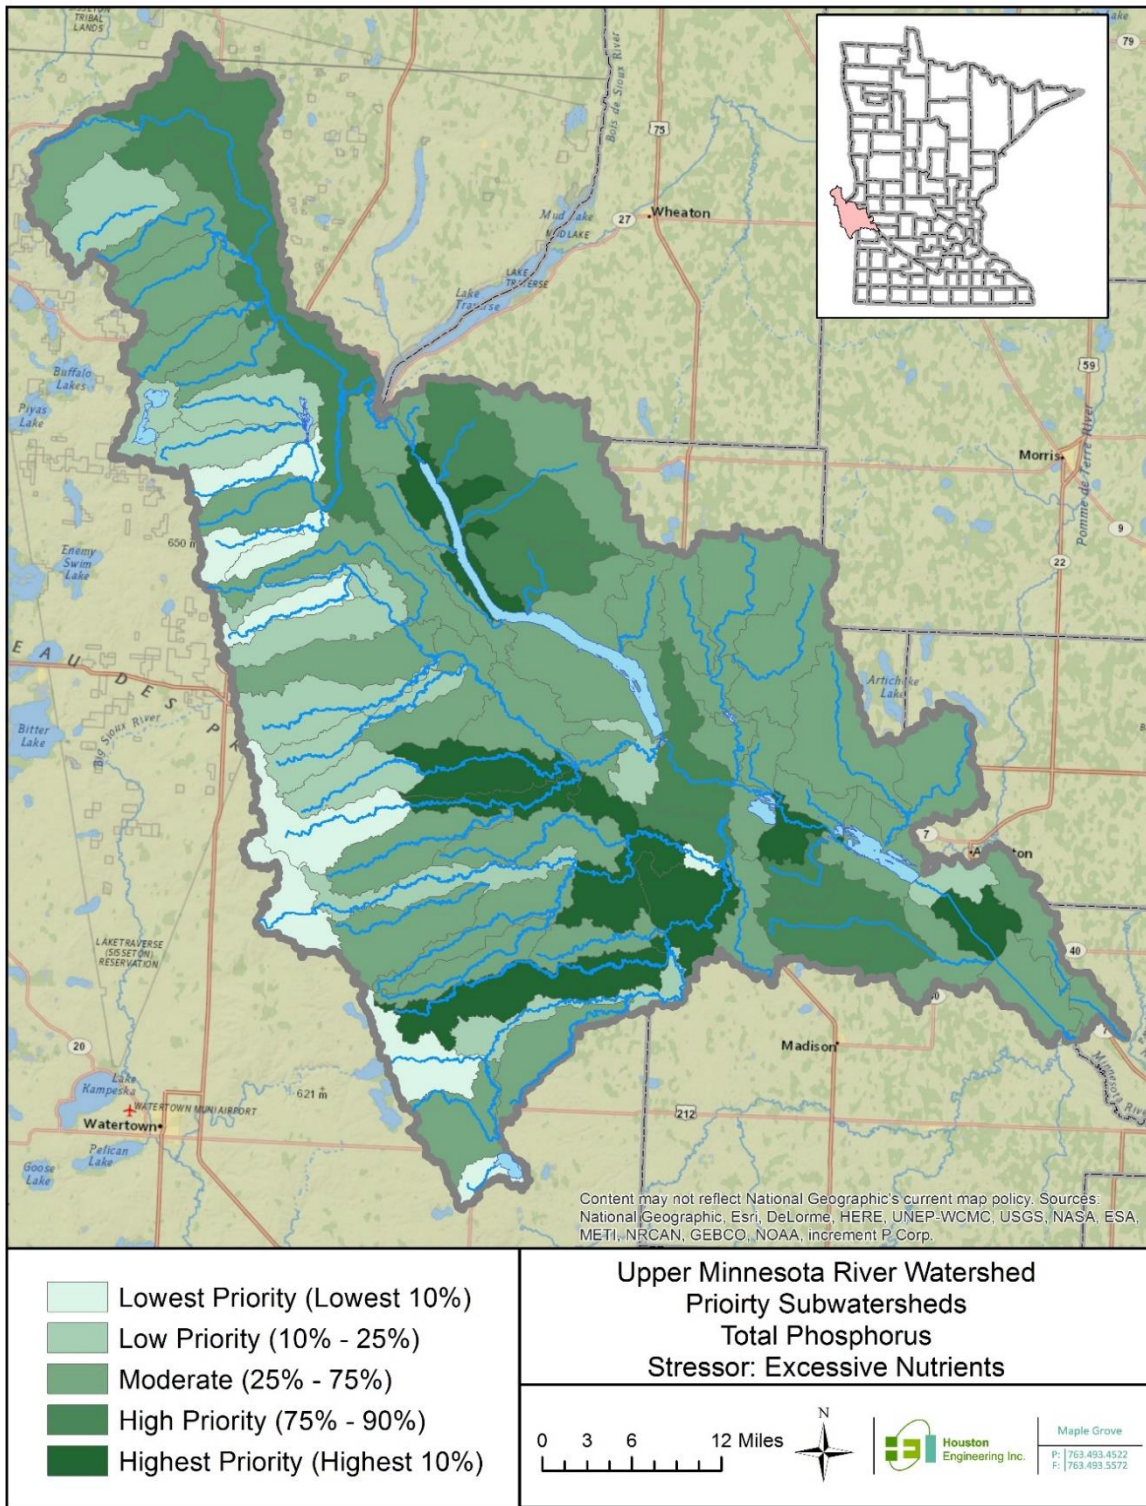 SISSETON
TRIBAL
LANDS
79
Bois de Sioux River
75
Mud Lake
MUD LAKE
27
Wheaton
LAKE
TRAVERSE
Lake
Traverse
59
Buffalo
Lakes
Piyas
Lake
Morris
Pomme de Terre River
9
22
650 m
Enemy
Swim
Lake
EAU DES PR
Artichoke
Lake
Bitter
Lake
Big Sioux River
7
A
on
LAKE TRAVERSE
(SISSETON)
RESERVATION
40
20
Lake
Kampeska
WATERTOWN MUNI AIRPORT
621 m
Watertown
Pelican
Lake
Goose
Lake
Madison
212
Minnesota River
Content may not reflect National Geographic's current map policy. Sources:
National Geographic, Esri, DeLorme, HERE, UNEP-WCMC, USGS, NASA, ESA,
METI, NRCAN, GEBCO, NOAA, increment P Corp.
Lowest Priority (Lowest 10%)
Low Priority (10% - 25%)
Moderate (25% - 75%)
High Priority (75% - 90%)
Highest Priority (Highest 10%)
Upper Minnesota River Watershed
Prioirty Subwatersheds
Total Phosphorus
Stressor: Excessive Nutrients
0 3 6 12 Miles
N
Houston
Engineering Inc.
Maple Grove
P: 763.493.4522
F: 763.493.5572